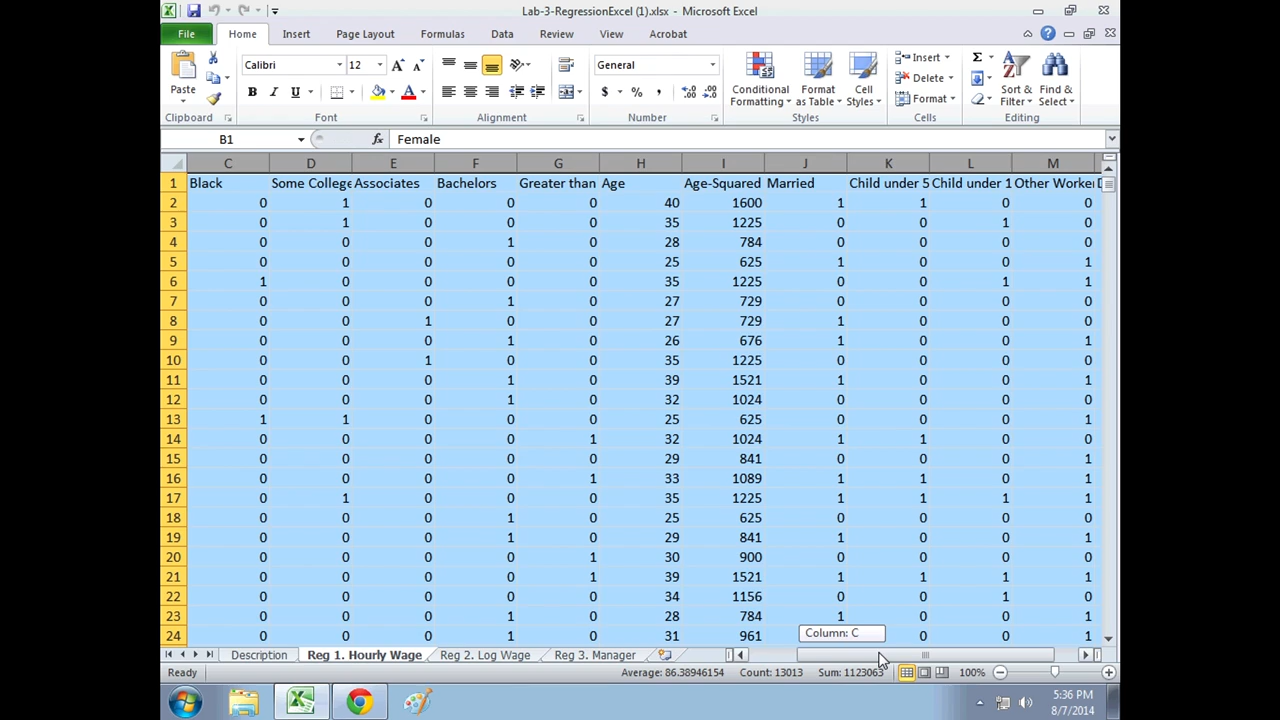 Lab-3-RegressionExcel (1).xlsx - Microsoft Excel
File Home Insert Page Layout Formulas Data Review View Acrobat
Calibri 12 General Insert Σ
Paste B I U $ % , Conditional Formatting Format as Table Cell Styles Delete Format Sort & Filter Find & Select
Clipboard Font Alignment Number Styles Cells Editing
B1 fx Female
C D E F G H I J K L M
1 Black Some College Associates Bachelors Greater than Age Age-Squared Married Child under 5 Child under 1 Other Worker D
2 0 1 0 0 0 40 1600 1 1 0 0
3 0 1 0 0 0 35 1225 0 0 1 0
4 0 0 0 1 0 28 784 0 0 0 0
5 0 0 0 0 0 25 625 1 0 0 1
6 1 0 0 0 0 35 1225 0 0 1 1
7 0 0 0 1 0 27 729 0 0 0 0
8 0 0 1 0 0 27 729 1 0 0 0
9 0 0 0 1 0 26 676 1 0 0 1
10 0 0 1 0 0 35 1225 0 0 0 0
11 0 0 0 1 0 39 1521 0 0 0 1
12 0 0 0 1 0 32 1024 0 0 0 0
13 1 1 0 0 0 25 625 0 0 0 1
14 0 0 0 0 1 32 1024 1 1 0 0
15 0 0 0 0 0 29 841 0 0 0 1
16 0 0 0 0 1 33 1089 1 1 0 1
17 0 1 0 0 0 35 1225 1 1 1 1
18 0 0 0 1 0 25 625 0 0 0 0
19 0 0 0 1 0 29 841 1 0 0 1
20 0 0 0 0 1 30 900 0 0 0 0
21 0 0 0 0 1 39 1521 1 1 1 1
22 0 0 0 0 0 34 1156 0 0 1 0
23 0 0 0 1 0 28 784 1 0 0 1
24 0 0 0 1 0 31 961 0 0 1
Column: C
Description Reg 1. Hourly Wage Reg 2. Log Wage Reg 3. Manager
Ready Average: 86.38946154 Count: 13013 Sum: 1123063 100%
5:36 PM
8/7/2014